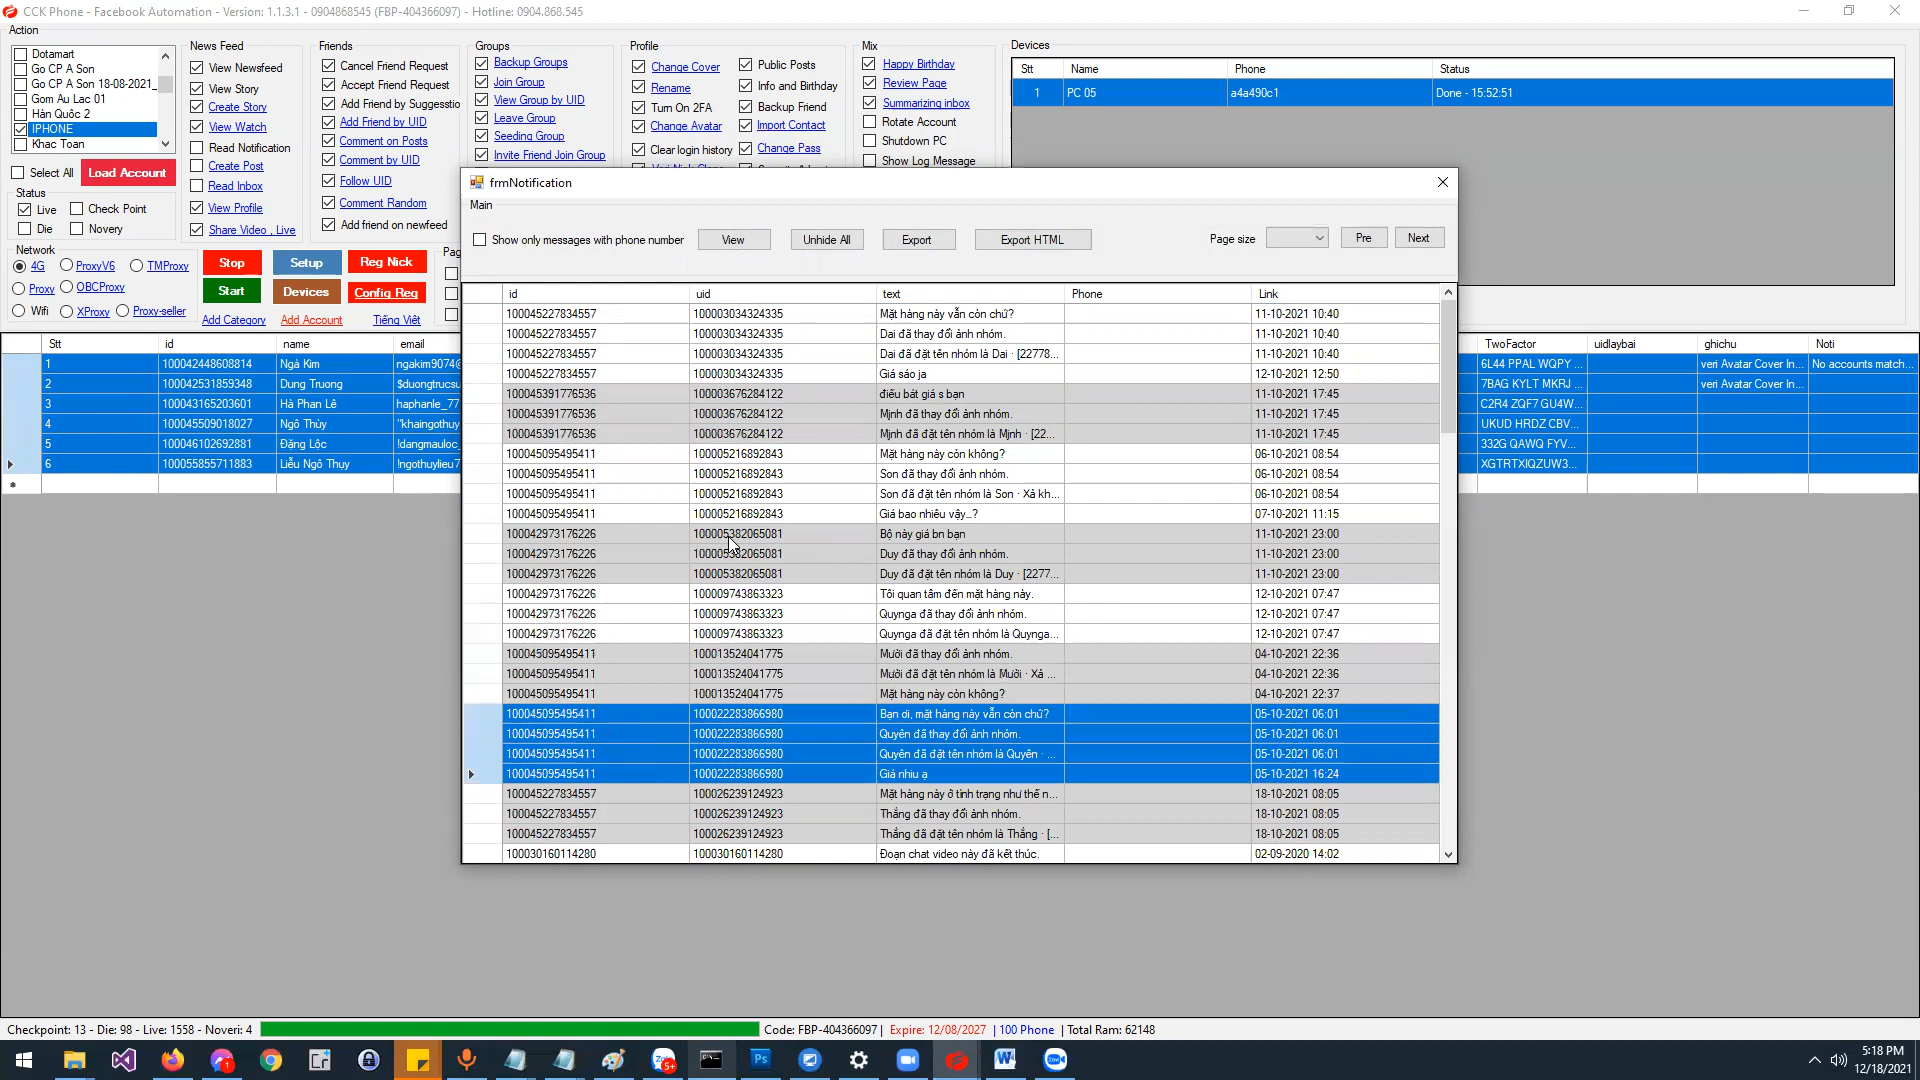 CCK Phone - Facebook Automation - Version: 1.1.3.1 - 0904868545 (FBP-404366097) - Hotline: 0904.868.545
Action
Dotamart
Go CP A Son
Go CP A Son 18-08-2021_
Gom Au Lac 01
Hàn Quôc 2
IPHONE
Khac Toan
Select All
Load Account
Status
Live
Check Point
Die
Novery
Network
4G
ProxyV6
TMProxy
Proxy
OBCProxy
Wifi
XProxy
Proxy-seller
News Feed
View Newsfeed
View Story
Create Story
View Watch
Read Notification
Create Post
Read Inbox
View Profile
Share Video , Live
Friends
Cancel Friend Request
Accept Friend Request
Add Friend by Suggestio
Add Friend by UID
Comment on Posts
Comment by UID
Follow UID
Comment Random
Add friend on newfeed
Stop
Setup
Reg Nick
Start
Devices
Config Reg
Add Category
Add Account
Tiếng Việt
Groups
Backup Groups
Join Group
View Group by UID
Leave Group
Seeding Group
Invite Friend Join Group
Pag
Profile
Change Cover
Rename
Turn On 2FA
Change Avatar
Clear login history
Public Posts
Info and Birthday
Backup Friend
Import Contact
Change Pass
Mix
Happy Birthday
Review Page
Summarizing inbox
Rotate Account
Shutdown PC
Show Log Message
Devices
Stt Name Phone Status
1 PC 05 a4a490c1 Done - 15:52:51
Stt id name email
1 100042448608814 Ngà Kim ngakim9074@
2 100042531859348 Dung Truong $duongtrucsu
3 100043165203601 Hà Phan Lê haphanle_77
4 100045509018027 Ngô Thùy "khaingothuy
5 100046102692881 Đặng Lộc !dangmauloc_
6 100055855711883 Liễu Ngô Thuy !ngothuylieu7
TwoFactor uidlaybai ghichu Noti
6L44 PPAL WQPY ... veri Avatar Cover In... No accounts match...
7BAG KYLT MKRJ ... veri Avatar Cover In...
C2R4 ZQF7 GU4W...
UKUD HRDZ CBV...
332G QAWQ FYV...
XGTRTXIQZUW3...
frmNotification
Main
Show only messages with phone number
View
Unhide All
Export
Export HTML
Page size
Pre
Next
id uid text Phone Link
100045227834557 100003034324335 Mặt hàng này vẫn còn chứ? 11-10-2021 10:40
100045227834557 100003034324335 Dai đã thay đổi ảnh nhóm. 11-10-2021 10:40
100045227834557 100003034324335 Dai đã đặt tên nhóm là Dai · [22778... 11-10-2021 10:40
100045227834557 100003034324335 Giá sáo ja 12-10-2021 12:50
100045391776536 100003676284122 điếu bát giá s bạn 11-10-2021 17:45
100045391776536 100003676284122 Mjnh đã thay đổi ảnh nhóm. 11-10-2021 17:45
100045391776536 100003676284122 Mjnh đã đặt tên nhóm là Mjnh · [22... 11-10-2021 17:45
100045095495411 100005216892843 Mặt hàng này còn không? 06-10-2021 08:54
100045095495411 100005216892843 Son đã thay đổi ảnh nhóm. 06-10-2021 08:54
100045095495411 100005216892843 Son đã đặt tên nhóm là Son · Xả kh... 06-10-2021 08:54
100045095495411 100005216892843 Giá bao nhiêu vậy...? 07-10-2021 11:15
100042973176226 100005382065081 Bộ này giá bn bạn 11-10-2021 23:00
100042973176226 100005382065081 Duy đã thay đổi ảnh nhóm. 11-10-2021 23:00
100042973176226 100005382065081 Duy đã đặt tên nhóm là Duy · [2277... 11-10-2021 23:00
100042973176226 100009743863323 Tôi quan tâm đến mặt hàng này. 12-10-2021 07:47
100042973176226 100009743863323 Quynga đã thay đổi ảnh nhóm. 12-10-2021 07:47
100042973176226 100009743863323 Quynga đã đặt tên nhóm là Quynga... 12-10-2021 07:47
100045095495411 100013524041775 Mười đã thay đổi ảnh nhóm. 04-10-2021 22:36
100045095495411 100013524041775 Mười đã đặt tên nhóm là Mười · Xả ... 04-10-2021 22:36
100045095495411 100013524041775 Mặt hàng này còn không? 04-10-2021 22:37
100045095495411 100022283866980 Bạn ơi, mặt hàng này vẫn còn chứ? 05-10-2021 06:01
100045095495411 100022283866980 Quyên đã thay đổi ảnh nhóm. 05-10-2021 06:01
100045095495411 100022283866980 Quyên đã đặt tên nhóm là Quyên · ... 05-10-2021 06:01
100045095495411 100022283866980 Giá nhiu ạ 05-10-2021 16:24
100045227834557 100026239124923 Mặt hàng này ở tình trạng như thế n... 18-10-2021 08:05
100045227834557 100026239124923 Thắng đã thay đổi ảnh nhóm. 18-10-2021 08:05
100045227834557 100026239124923 Thắng đã đặt tên nhóm là Thắng · [... 18-10-2021 08:05
100030160114280 100030160114280 Đoạn chat video này đã kết thúc. 02-09-2020 14:02
Checkpoint: 13 - Die: 98 - Live: 1558 - Noveri: 4
Code: FBP-404366097 | Expire: 12/08/2027 | 100 Phone | Total Ram: 62148
5:18 PM
12/18/2021